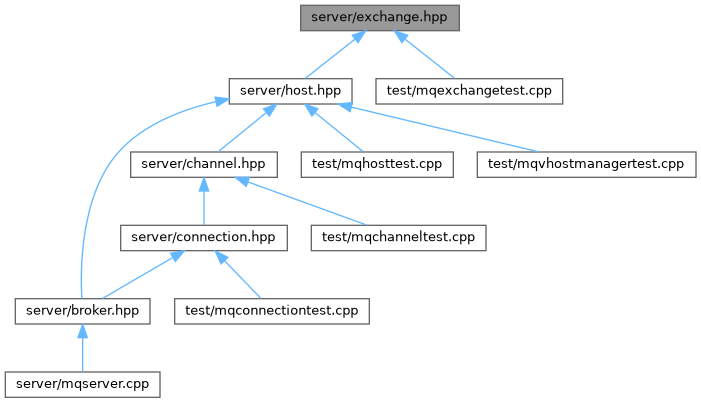 server/exchange.hpp
server/host.hpp
test/mqexchangetest.cpp
server/channel.hpp
test/mqhosttest.cpp
test/mqvhostmanagertest.cpp
server/connection.hpp
test/mqchanneltest.cpp
server/broker.hpp
test/mqconnectiontest.cpp
server/mqserver.cpp